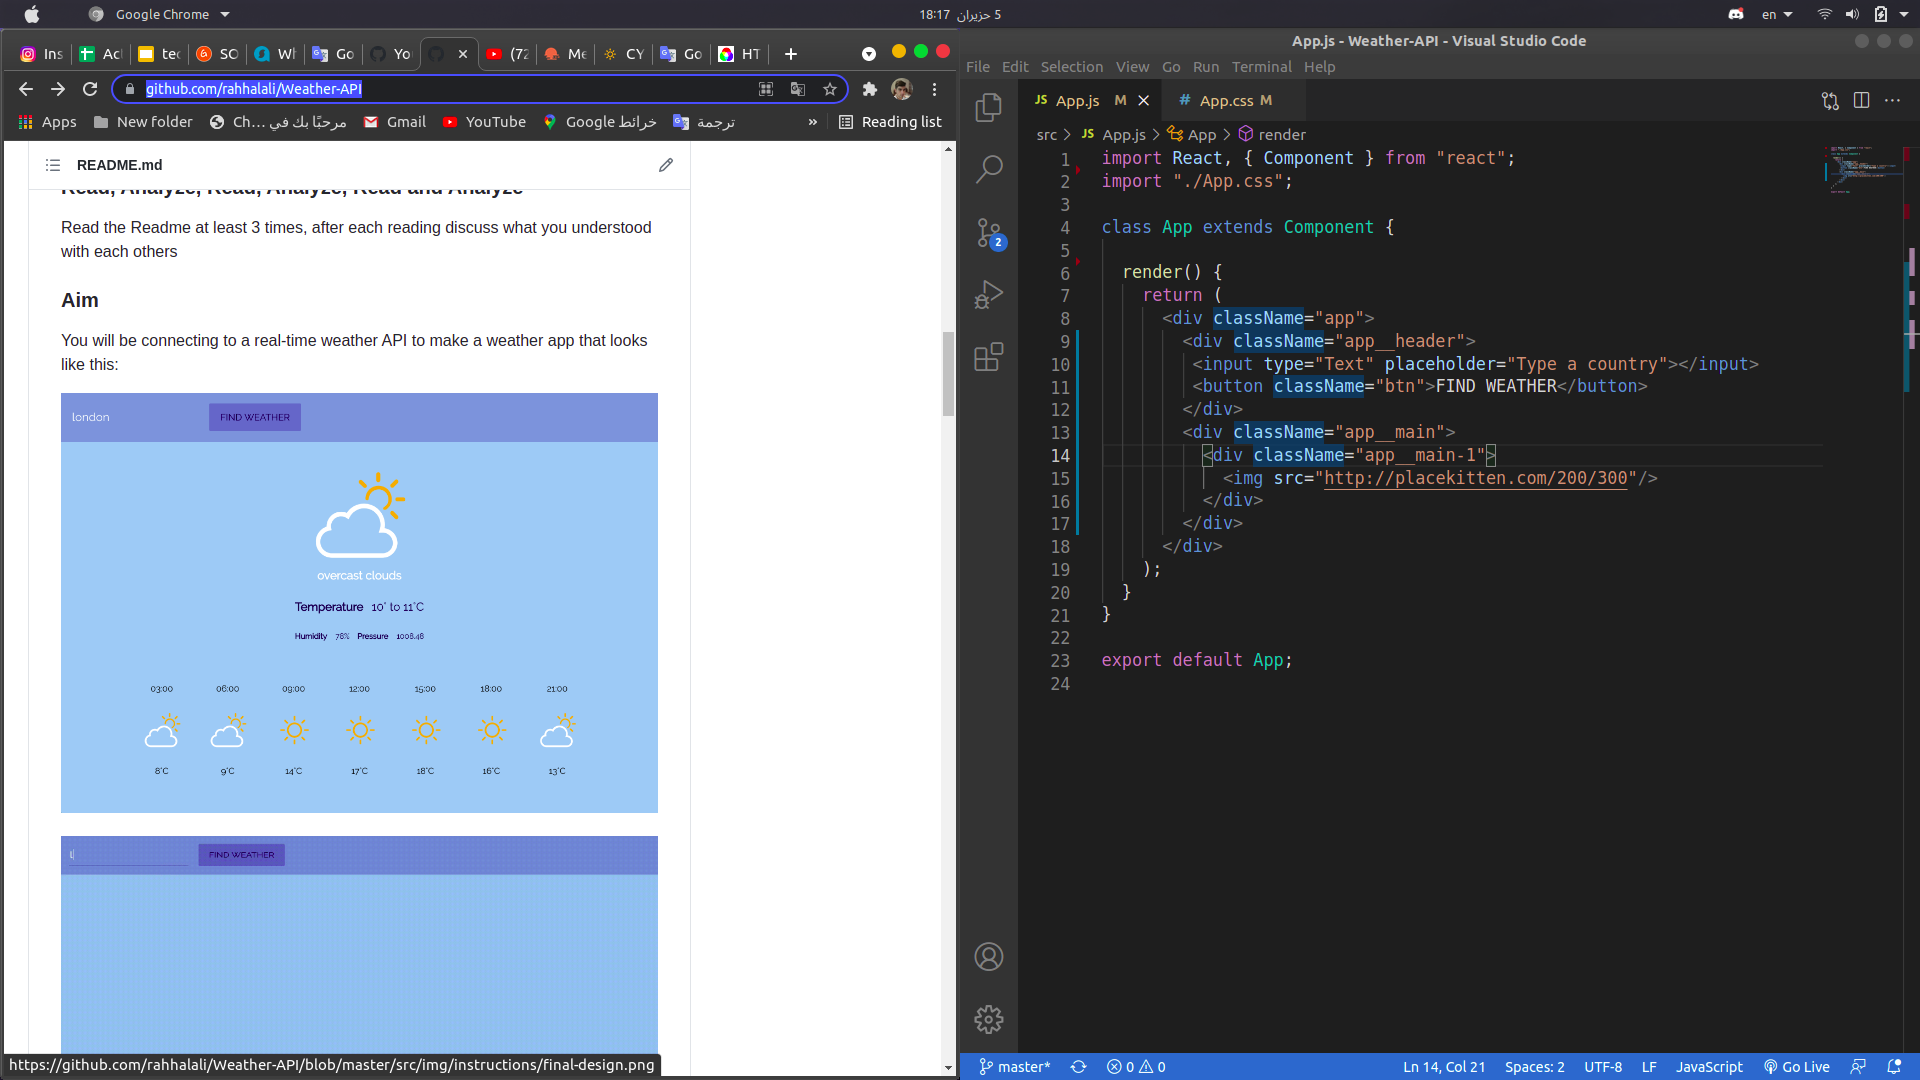 Google Chrome
5 حزيران 18:17
en
Ins
Act
tec
SO
Wh
Go
Yo
(72
Me
CY
Go
HT
github.com/rahhalali/Weather-API
Apps
New folder
Ch... مرحبًا بك في
Gmail
YouTube
خرائط Google
ترجمة
»
Reading list
README.md
Read, Analyze, Read, Analyze, Read and Analyze
Read the Readme at least 3 times, after each reading discuss what you understood
with each others
Aim
You will be connecting to a real-time weather API to make a weather app that looks
like this:
london
FIND WEATHER
overcast clouds
Temperature 10° to 11°C
Humidity 78% Pressure 1008.48
03:00 06:00 09:00 12:00 15:00 18:00 21:00
8°C 9°C 14°C 17°C 18°C 16°C 13°C
l
FIND WEATHER
https://github.com/rahhalali/Weather-API/blob/master/src/img/instructions/final-design.png
App.js - Weather-API - Visual Studio Code
File Edit Selection View Go Run Terminal Help
JS App.js M
# App.css M
src > JS App.js > App > render
2
1 import React, { Component } from "react";
2 import "./App.css";
3
4 class App extends Component {
5
6 render() {
7 return (
8 <div className="app">
9 <div className="app__header">
10 <input type="Text" placeholder="Type a country"></input>
11 <button className="btn">FIND WEATHER</button>
12 </div>
13 <div className="app__main">
14 <div className="app__main-1">
15 <img src="http://placekitten.com/200/300"/>
16 </div>
17 </div>
18 </div>
19 );
20 }
21 }
22
23 export default App;
24
master* 0 0
Ln 14, Col 21 Spaces: 2 UTF-8 LF JavaScript Go Live